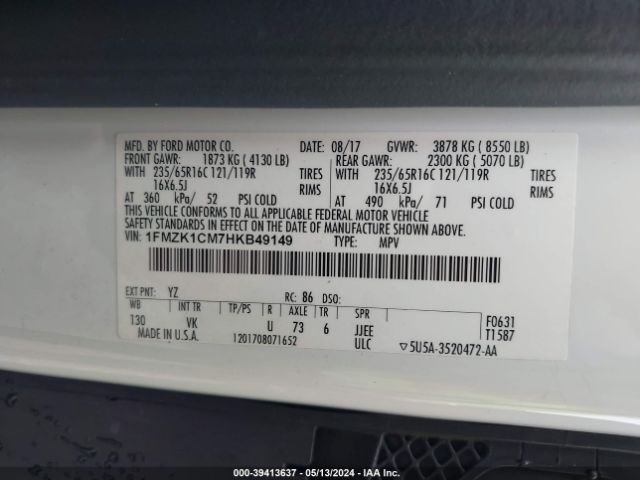 MFD. BY FORD MOTOR CO. DATE: 08/17 GVWR: 3878 KG ( 8550 LB)
FRONT GAWR: 1873 KG ( 4130 LB) REAR GAWR: 2300 KG ( 5070 LB)
WITH 235/65R16C 121/119R TIRES WITH 235/65R16C 121/119R TIRES
16X6.5J RIMS 16X6.5J RIMS
AT 360 kPa/ 52 PSI COLD AT 490 kPa/ 71 PSI COLD
THIS VEHICLE CONFORMS TO ALL APPLICABLE FEDERAL MOTOR VEHICLE
SAFETY STANDARDS IN EFFECT ON THE DATE OF MANUFACTURE SHOWN ABOVE.
VIN: 1FMZK1CM7HKB49149 TYPE: MPV
EXT PNT: YZ RC: 86 DSO:
WB INT TR TP/PS R AXLE TR SPR F0631
130 VK U 73 6 JJEE T1587
MADE IN U.S.A. 1201708071652 ULC ▽5U5A-3520472-AA
00-39413637 - 05/13/2024 - IAA Inc.